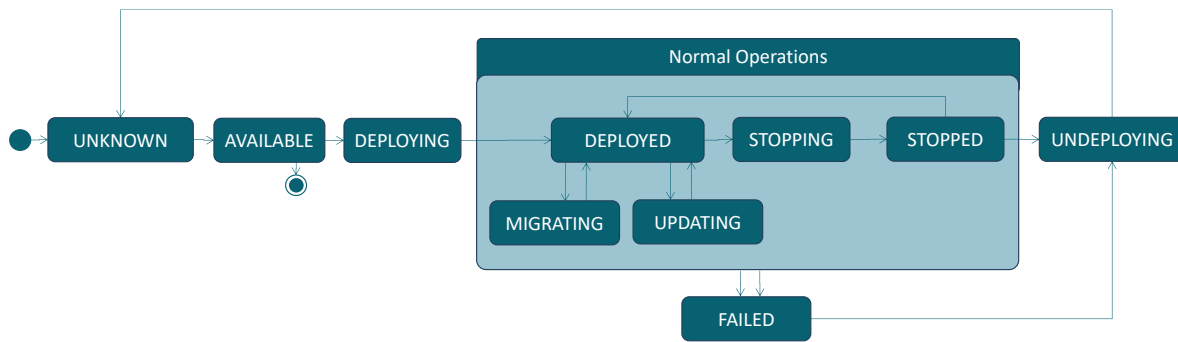 Normal Operations
UNKNOWN
AVAILABLE
DEPLOYING
DEPLOYED
STOPPING
STOPPED
UNDEPLOYING
MIGRATING
UPDATING
FAILED